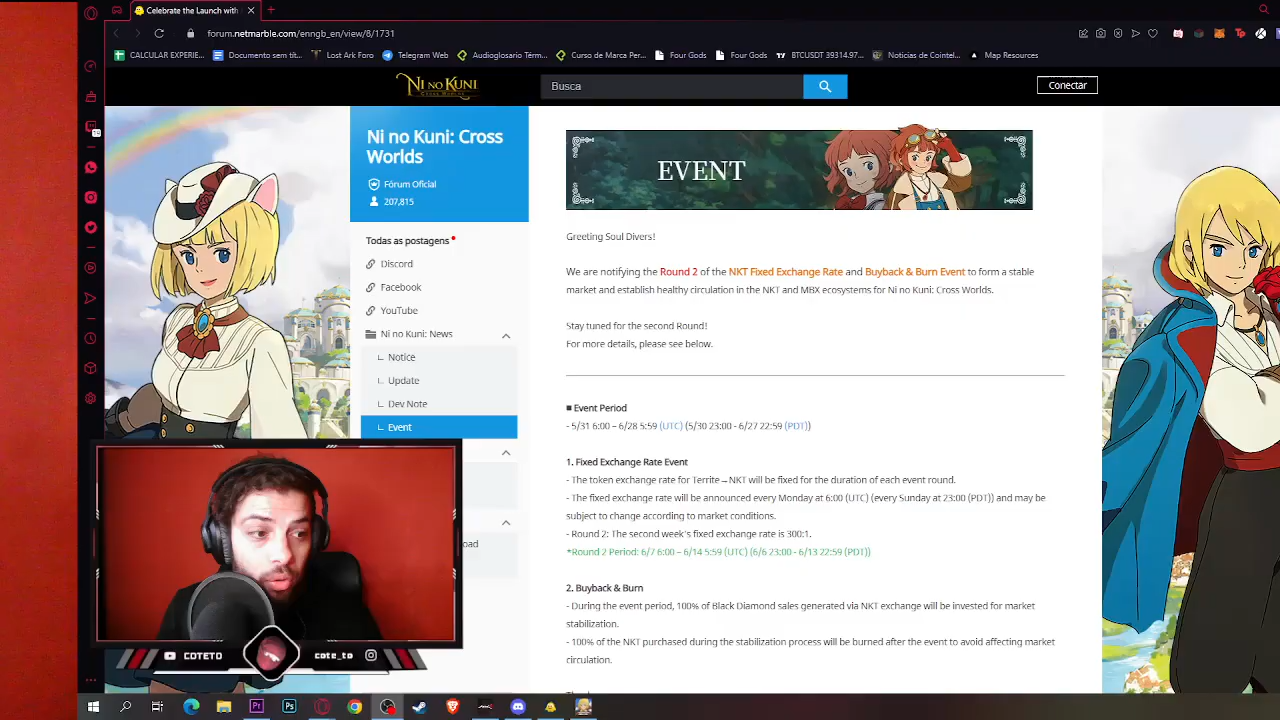 Celebrate the Launch with
forum.netmarble.com/enngb_en/view/8/1731
CALCULAR EXPERIE...
Documento sem tí...
Lost Ark Foro
Telegram Web
Audioglosario Térm...
Curso de Marca Per...
Four Gods
Four Gods
BTCUSDT 39314.97...
Noticias de Cointel...
Map Resources
NI NO KUNI
CROSS WORLDS
Busca
Conectar
Ni no Kuni: Cross
Worlds
Fórum Oficial
207,815
Todas as postagens
Discord
Facebook
YouTube
Ni no Kuni: News
Notice
Update
Dev Note
Event
oad
EVENT
Greeting Soul Divers!
We are notifying the Round 2 of the NKT Fixed Exchange Rate and Buyback & Burn Event to form a stable
market and establish healthy circulation in the NKT and MBX ecosystems for Ni no Kuni: Cross Worlds.
Stay tuned for the second Round!
For more details, please see below.
■ Event Period
- 5/31 6:00 – 6/28 5:59 (UTC) (5/30 23:00 - 6/27 22:59 (PDT))
1. Fixed Exchange Rate Event
- The token exchange rate for Territe→NKT will be fixed for the duration of each event round.
- The fixed exchange rate will be announced every Monday at 6:00 (UTC) (every Sunday at 23:00 (PDT)) and may be
subject to change according to market conditions.
- Round 2: The second week's fixed exchange rate is 300:1.
*Round 2 Period: 6/7 6:00 – 6/14 5:59 (UTC) (6/6 23:00 - 6/13 22:59 (PDT))
2. Buyback & Burn
- During the event period, 100% of Black Diamond sales generated via NKT exchange will be invested for market
stabilization.
- 100% of the NKT purchased during the stabilization process will be burned after the event to avoid affecting market
circulation.
COTETO
cote_to